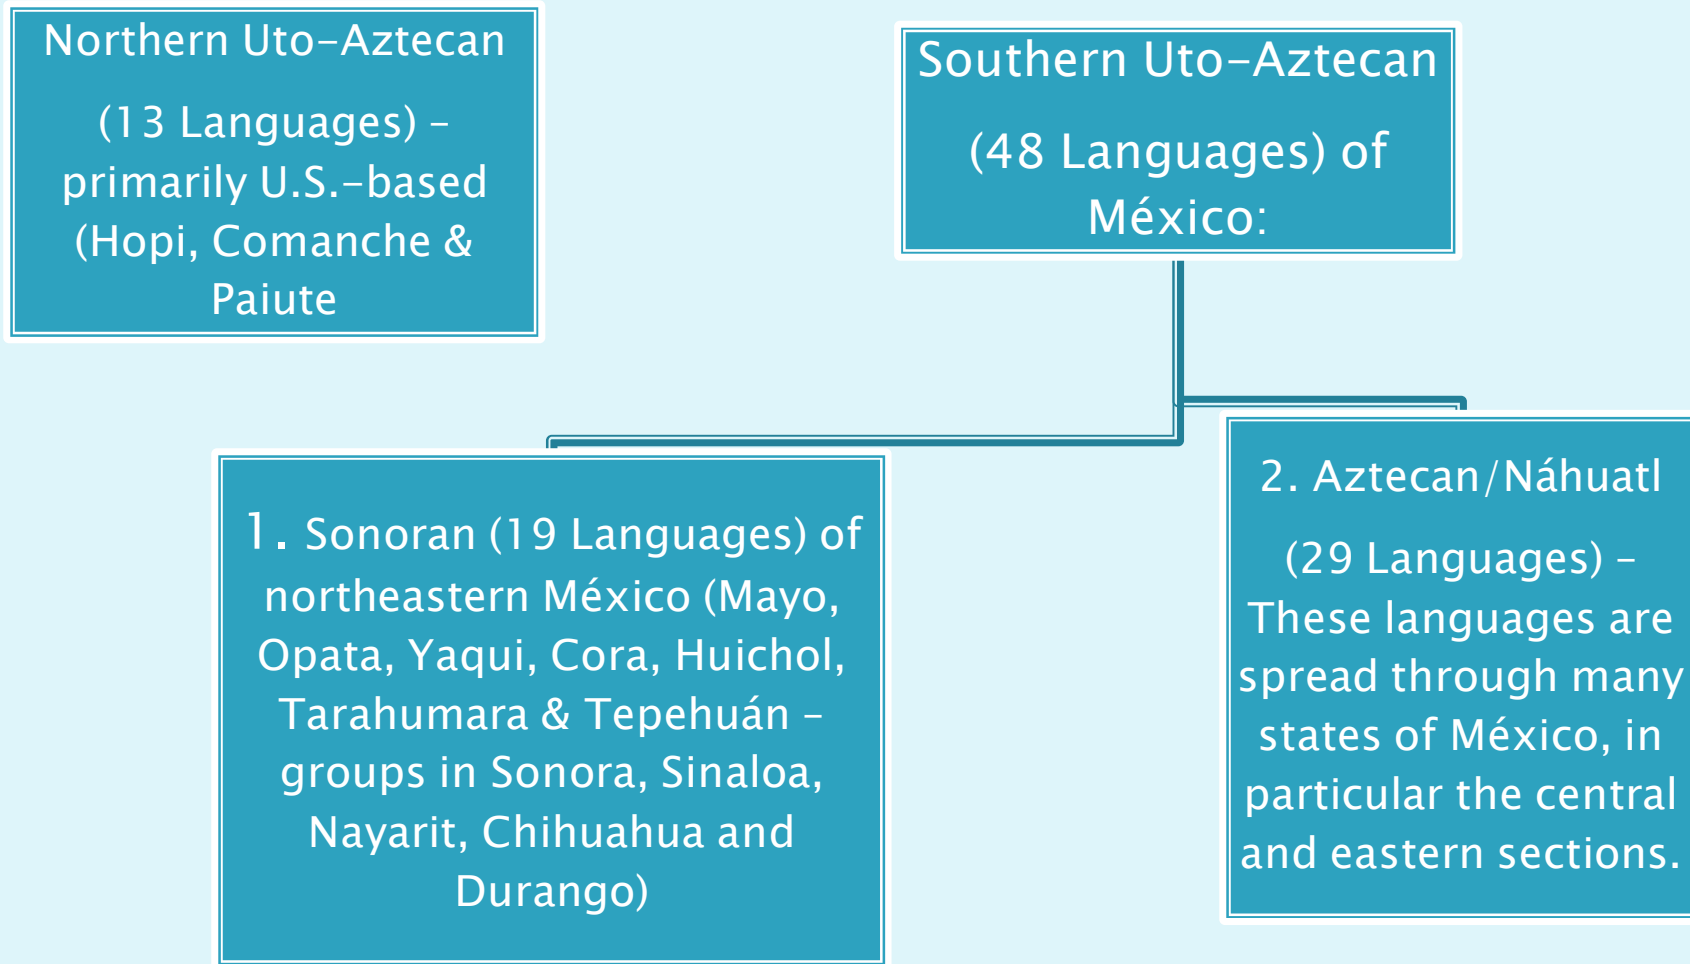 Northern Uto-Aztecan
(13 Languages) –
primarily U.S.-based
(Hopi, Comanche &
Paiute
Southern Uto-Aztecan
(48 Languages) of
México:
1. Sonoran (19 Languages) of
northeastern México (Mayo,
Opata, Yaqui, Cora, Huichol,
Tarahumara & Tepehuán –
groups in Sonora, Sinaloa,
Nayarit, Chihuahua and
Durango)
2. Aztecan/Náhuatl
(29 Languages) –
These languages are
spread through many
states of México, in
particular the central
and eastern sections.